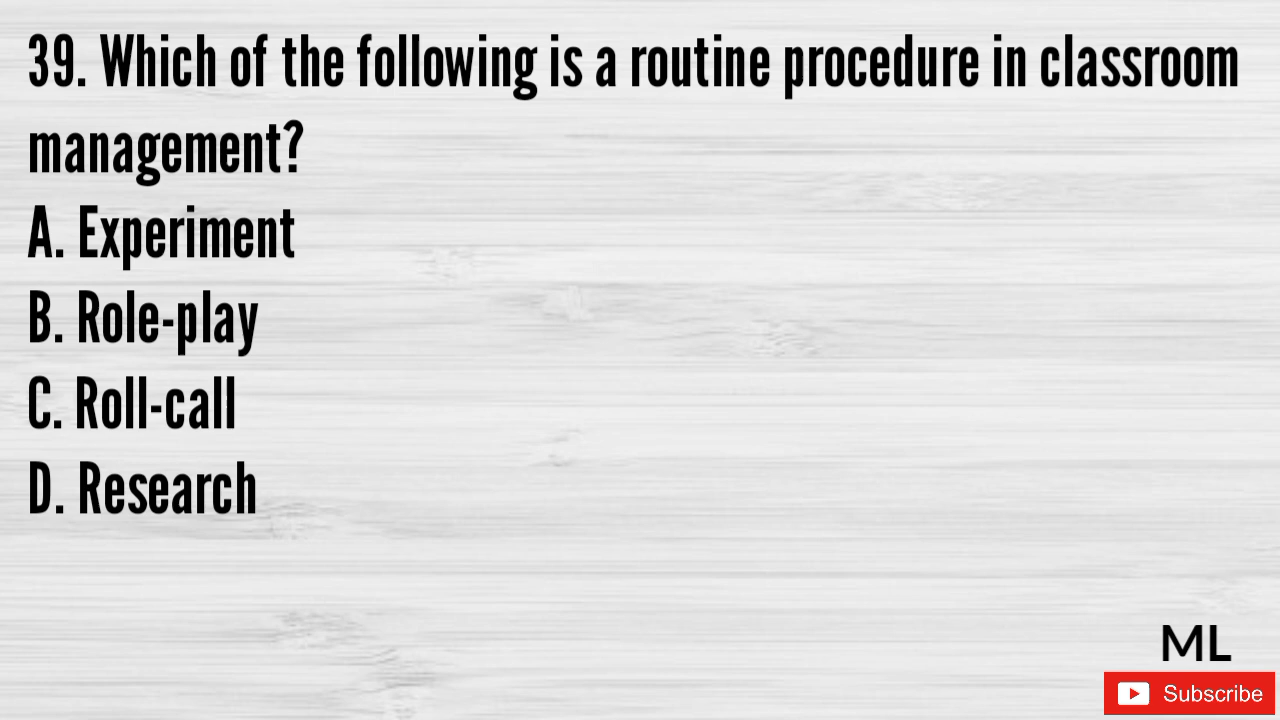 39. Which of the following is a routine procedure in classroom
management?
A. Experiment
B. Role-play
C. Roll-call
D. Research
ML
Subscribe